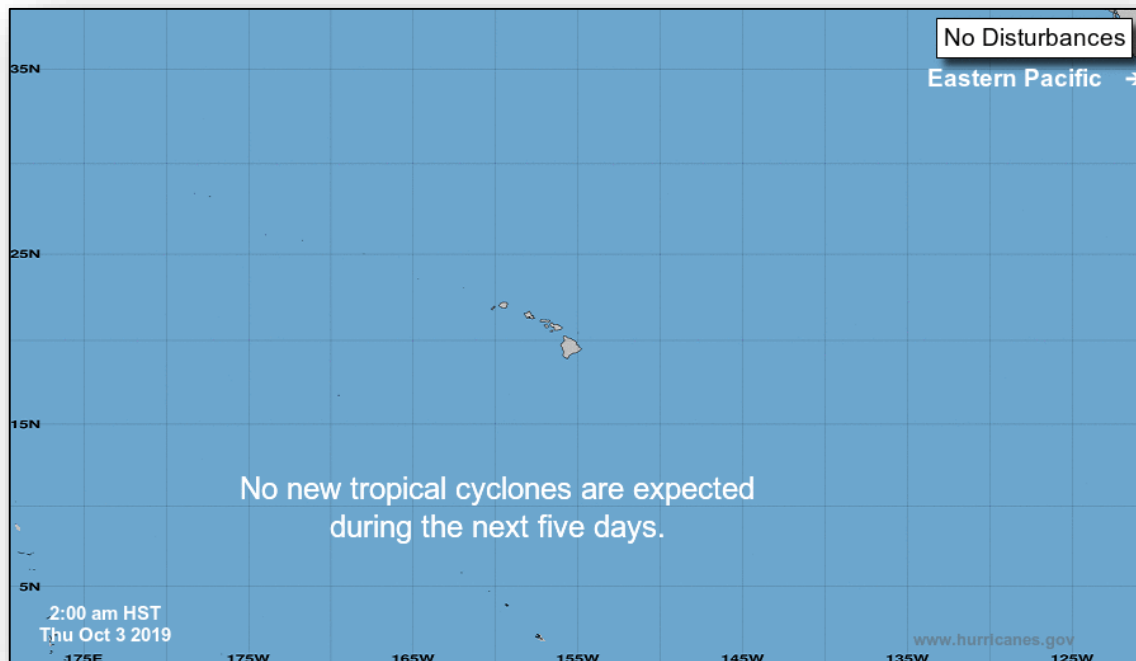 No Disturbances
35N
Eastern Pacific →
25N
15N
No new tropical cyclones are expected
during the next five days.
5N
2:00 am HST
Thu Oct 3 2019
www.hurricanes.gov
175E 175W 165W 155W 145W 135W 125W